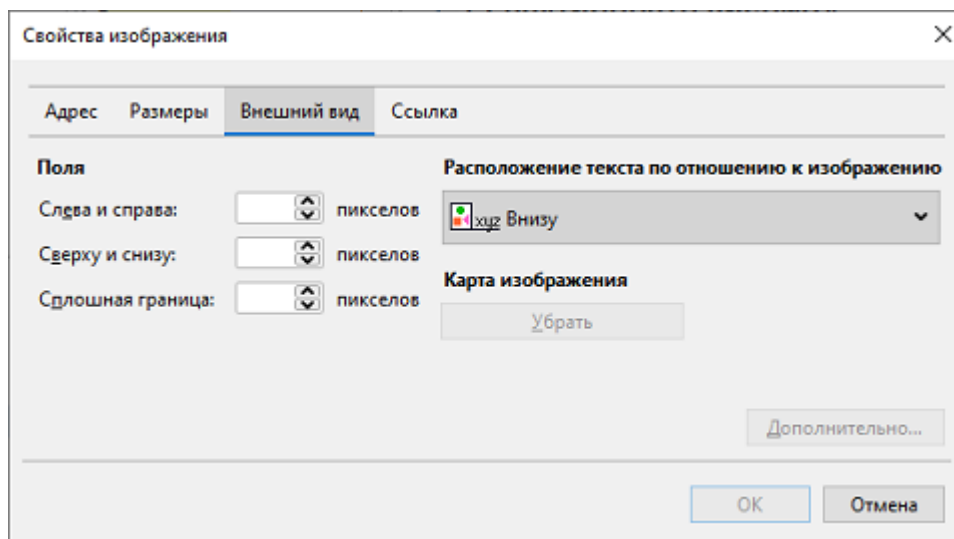 Свойства изображения
Адрес Размеры Внешний вид Ссылка
Поля
Слева и справа: пикселов
Сверху и снизу: пикселов
Сплошная граница: пикселов
Расположение текста по отношению к изображению
xyz Внизу
Карта изображения
Убрать
Дополнительно...
OK Отмена